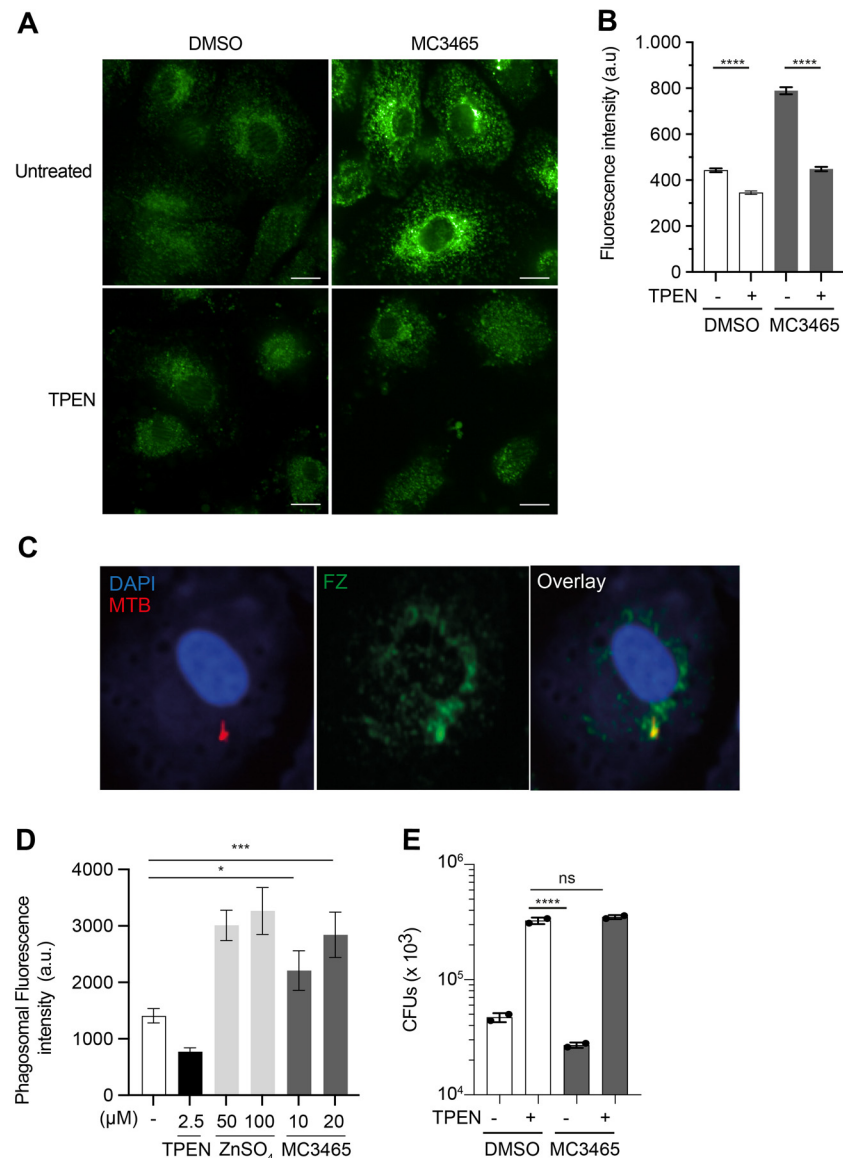 A
DMSO MC3465
Untreated
TPEN
B
Fluorescence intensity (a.u)
1.000
800
600
400
200
0
**** ****
TPEN - + - +
DMSO MC3465
C
DAPI
MTB
FZ
Overlay
D
Phagosomal Fluorescence
intensity (a.u.)
4000
3000
2000
1000
0
***
*
(μM) - 2.5 50 100 10 20
TPEN ZnSO₄ MC3465
E
CFUs (x 10³)
10⁶
10⁵
10⁴
ns
****
TPEN - + - +
DMSO MC3465